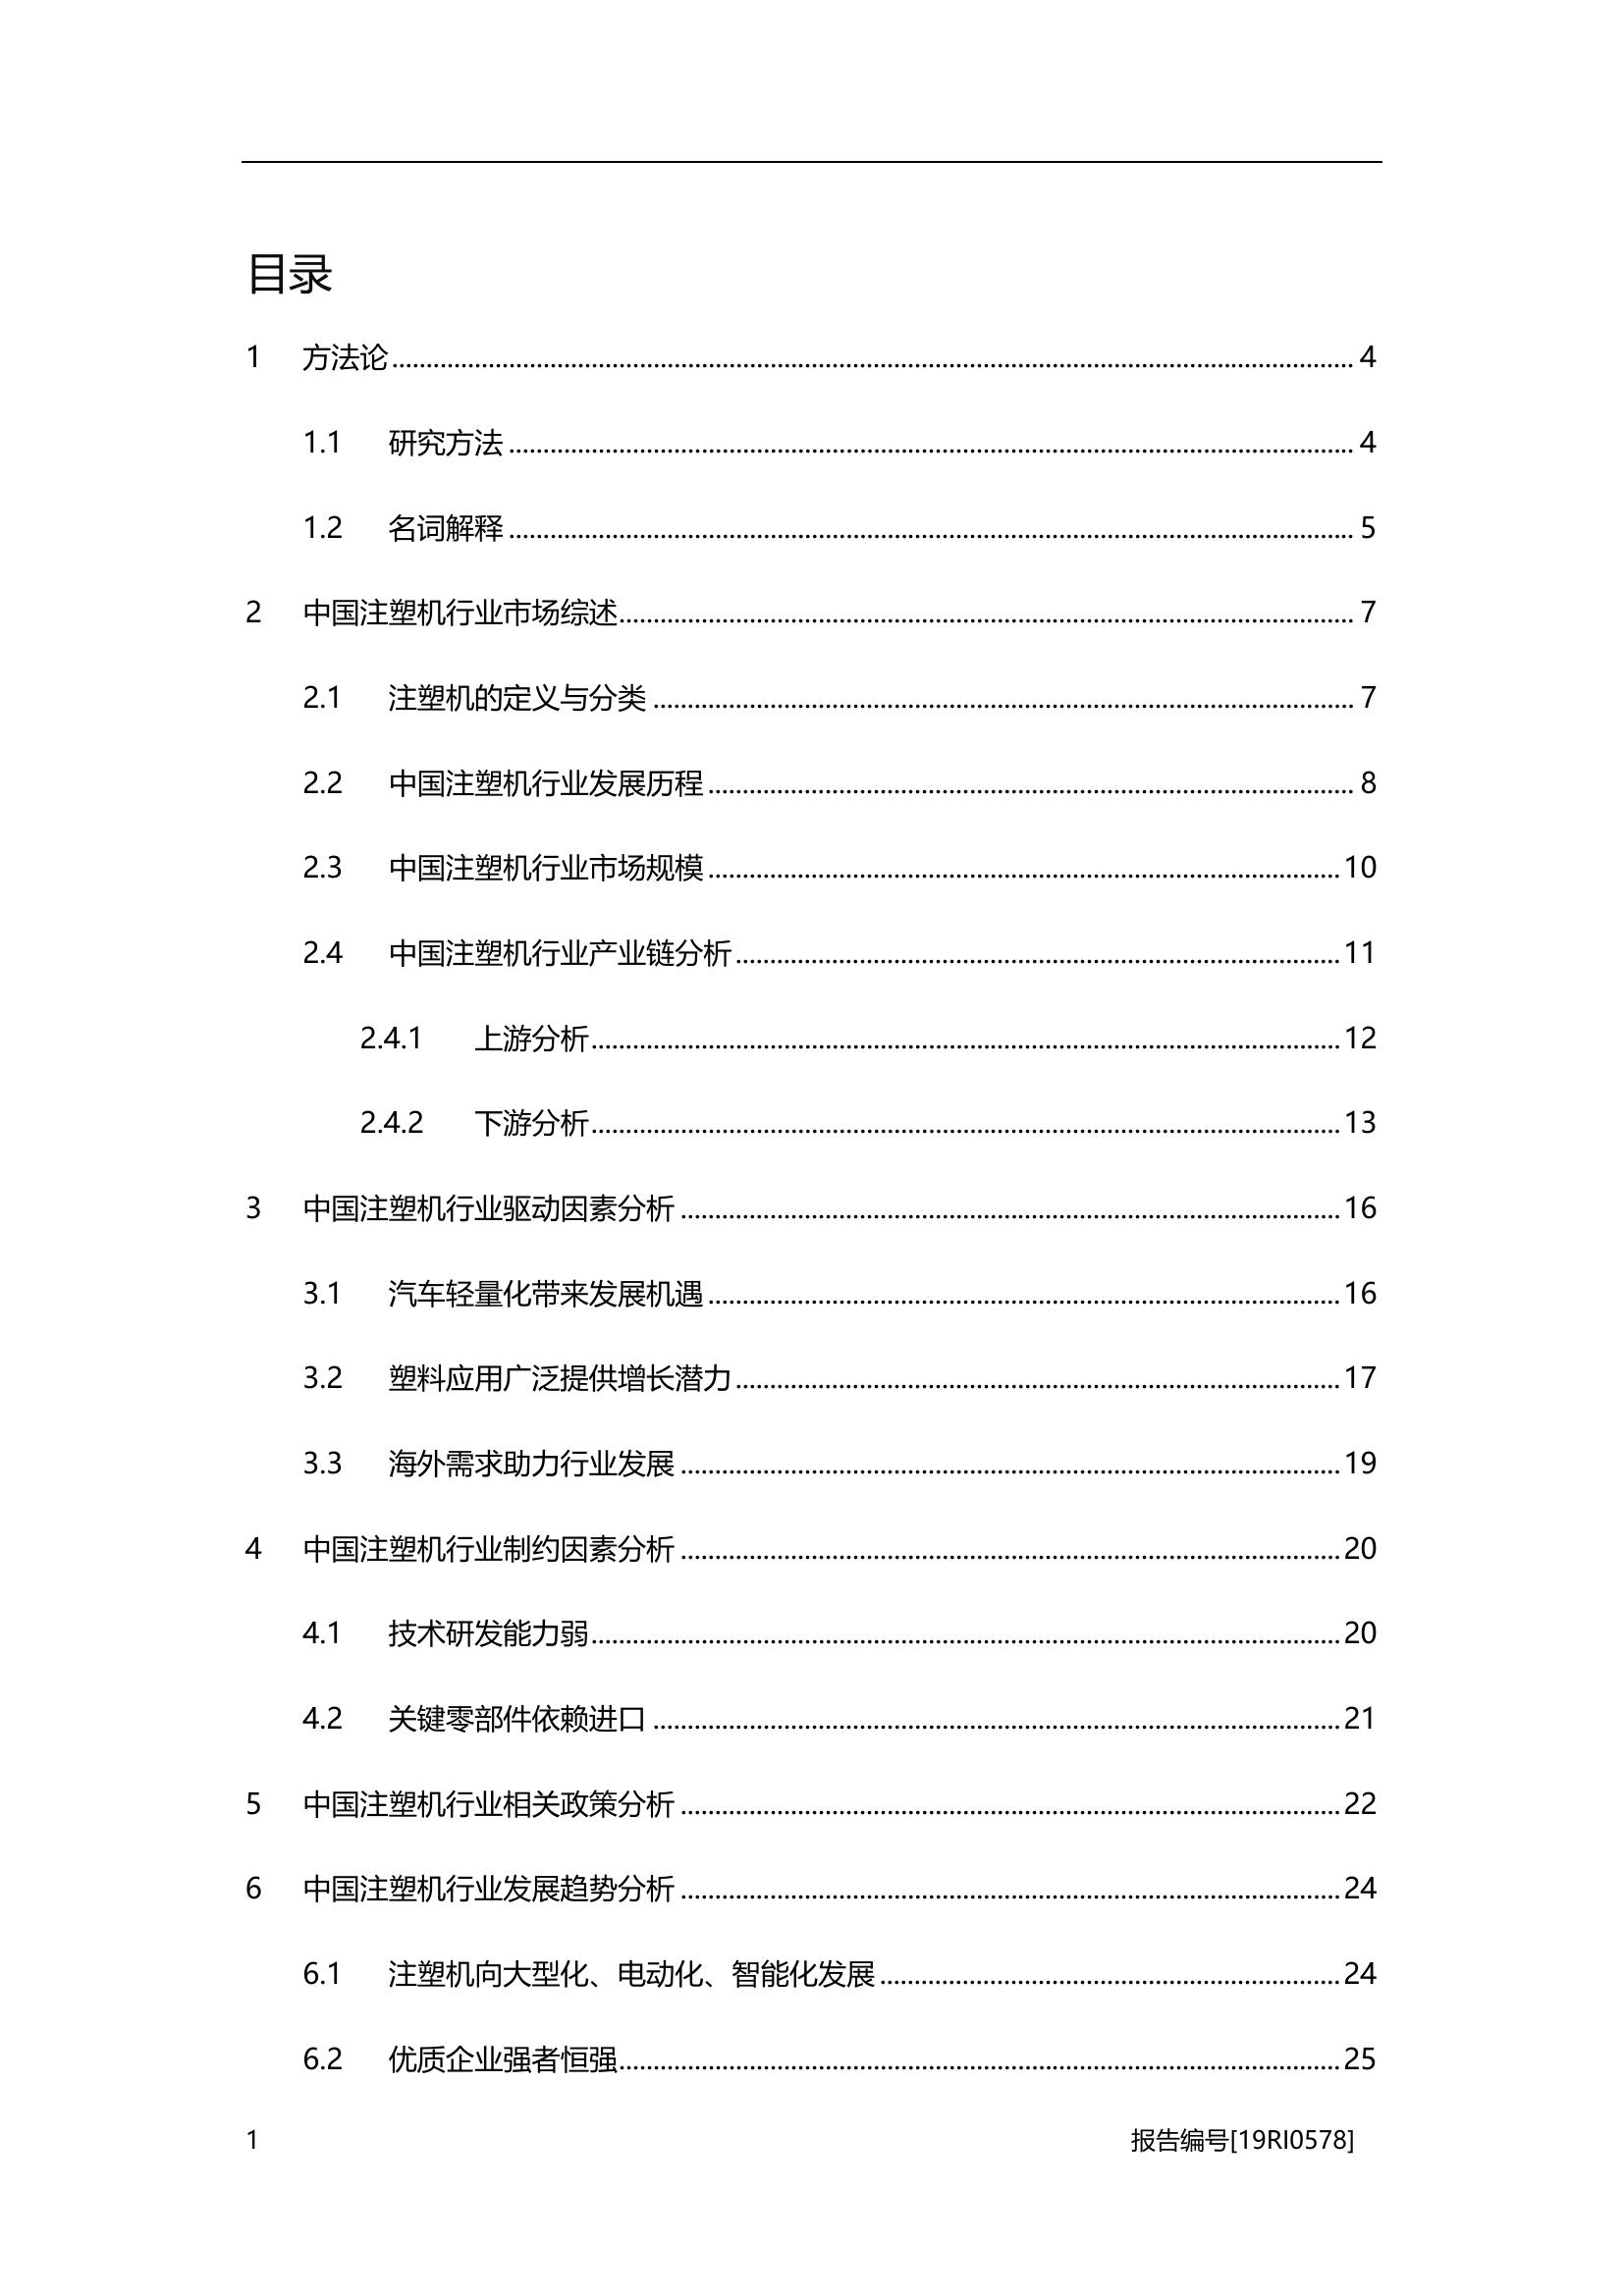 目录
1 方法论 4
1.1 研究方法 4
1.2 名词解释 5
2 中国注塑机行业市场综述 7
2.1 注塑机的定义与分类 7
2.2 中国注塑机行业发展历程 8
2.3 中国注塑机行业市场规模 10
2.4 中国注塑机行业产业链分析 11
2.4.1 上游分析 12
2.4.2 下游分析 13
3 中国注塑机行业驱动因素分析 16
3.1 汽车轻量化带来发展机遇 16
3.2 塑料应用广泛提供增长潜力 17
3.3 海外需求助力行业发展 19
4 中国注塑机行业制约因素分析 20
4.1 技术研发能力弱 20
4.2 关键零部件依赖进口 21
5 中国注塑机行业相关政策分析 22
6 中国注塑机行业发展趋势分析 24
6.1 注塑机向大型化、电动化、智能化发展 24
6.2 优质企业强者恒强 25
1 报告编号[19RI0578]